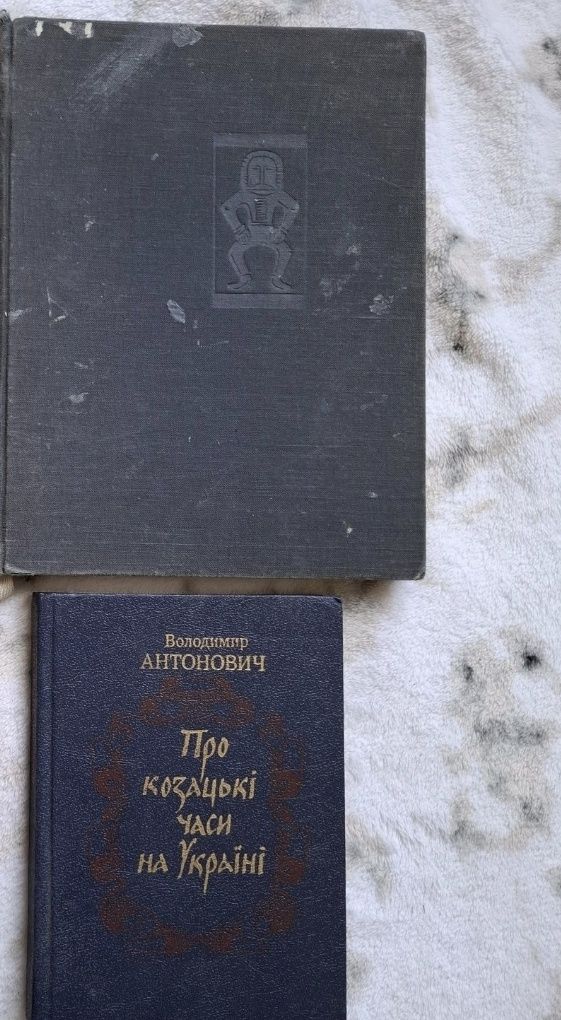 Володимир
АНТОНОВИЧ
Про
козацькі
часи
на Україні